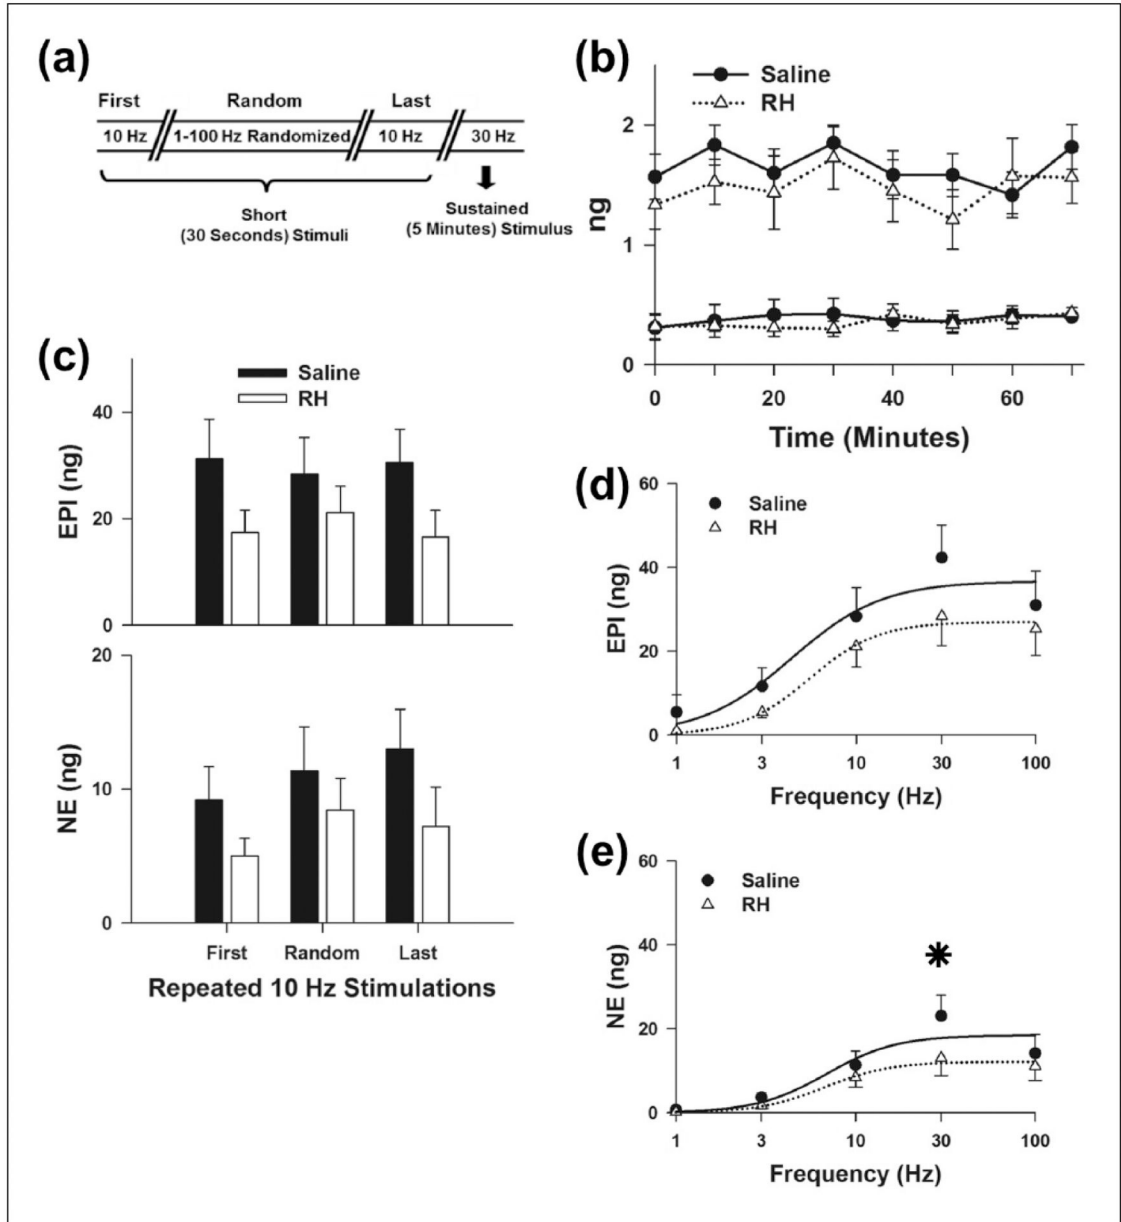 (a)
First Random Last
10 Hz 1-100 Hz Randomized 10 Hz 30 Hz
Short
(30 Seconds) Stimuli
Sustained
(5 Minutes) Stimulus
(b)
Saline
RH
2
1
0
ng
0 20 40 60
Time (Minutes)
(c)
Saline
RH
40
20
0
EPI (ng)
20
10
0
NE (ng)
First Random Last
Repeated 10 Hz Stimulations
(d)
Saline
RH
60
40
20
0
EPI (ng)
1 3 10 30 100
Frequency (Hz)
(e)
Saline
RH
60
40
20
0
NE (ng)
1 3 10 30 100
Frequency (Hz)